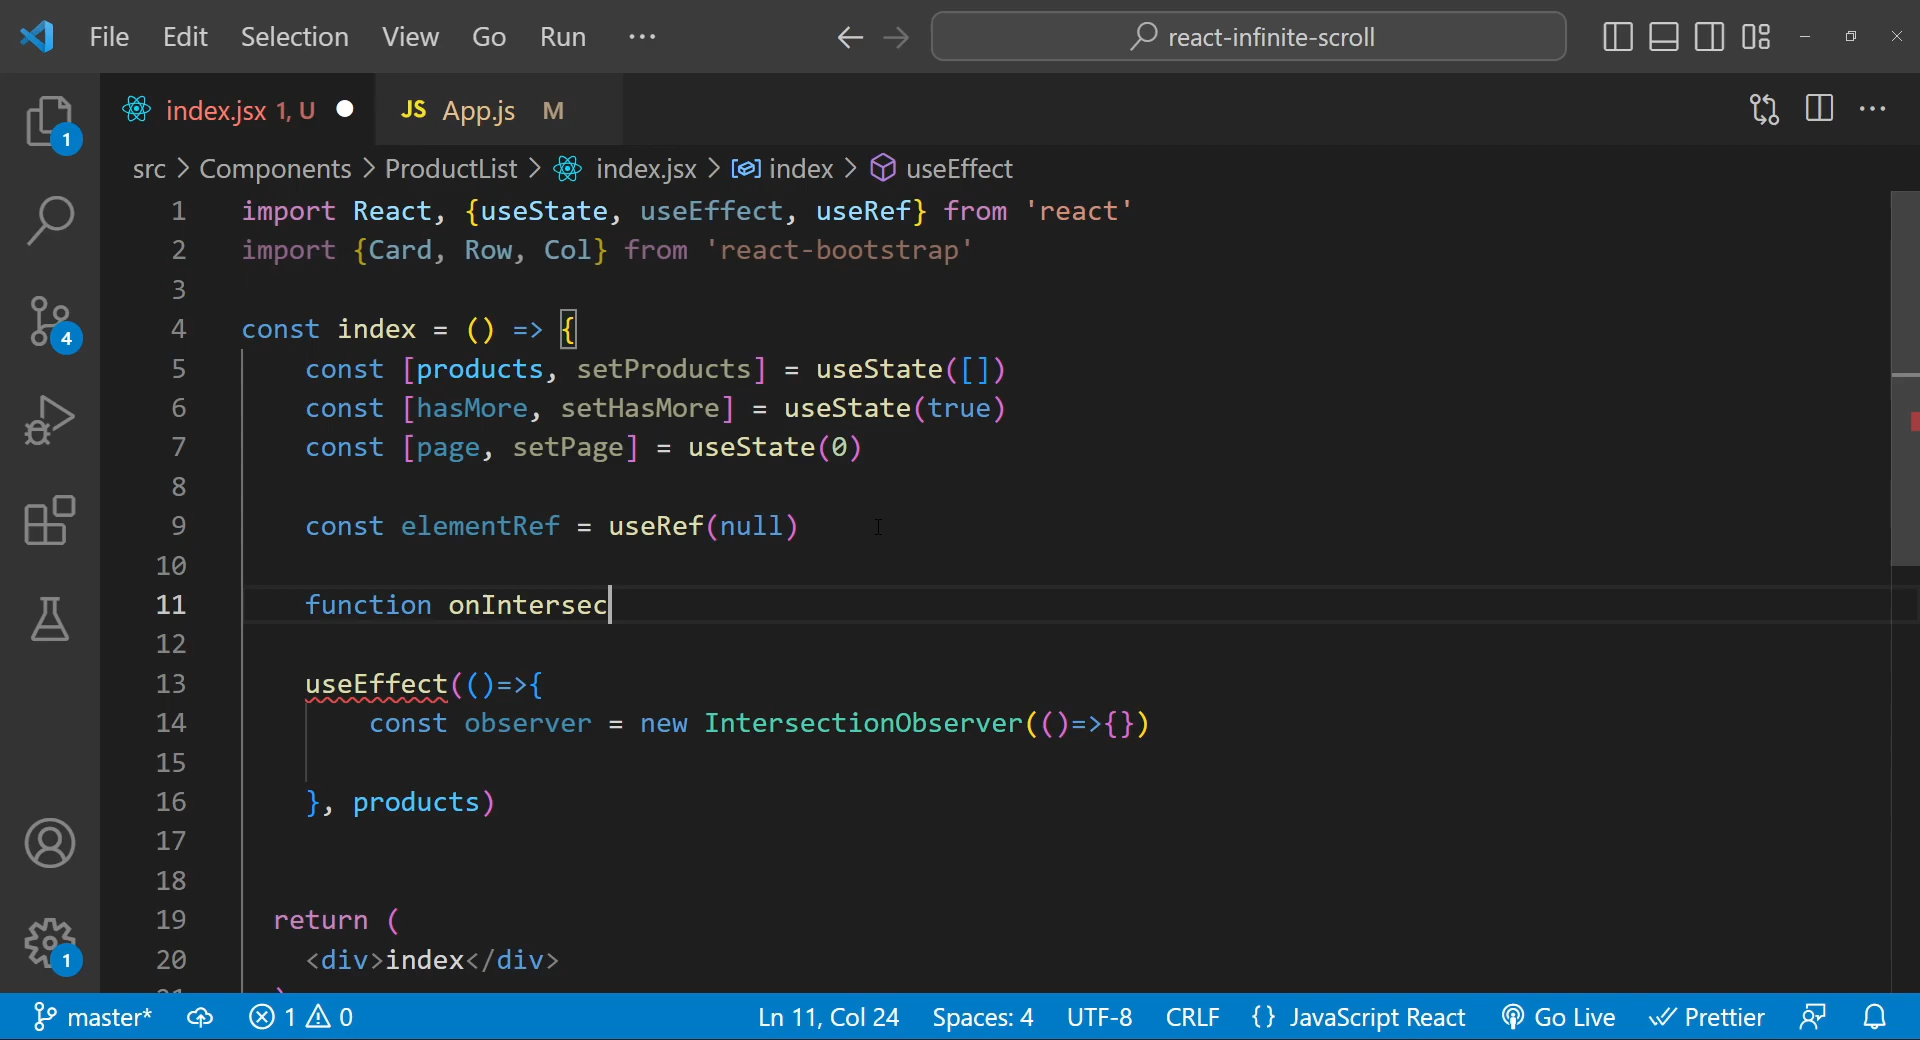 File Edit Selection View Go Run ··· react-infinite-scroll
index.jsx 1, U JS App.js M
src > Components > ProductList > index.jsx > index > useEffect
1 import React, {useState, useEffect, useRef} from 'react'
2 import {Card, Row, Col} from 'react-bootstrap'
3
4 const index = () => {
5 const [products, setProducts] = useState([])
6 const [hasMore, setHasMore] = useState(true)
7 const [page, setPage] = useState(0)
8
9 const elementRef = useRef(null)
10
11 function onIntersec
12
13 useEffect(()=>{
14 const observer = new IntersectionObserver(()=>{})
15
16 }, products)
17
18
19 return (
20 <div>index</div>
1
4
1
master* 1 0 Ln 11, Col 24 Spaces: 4 UTF-8 CRLF {} JavaScript React Go Live Prettier